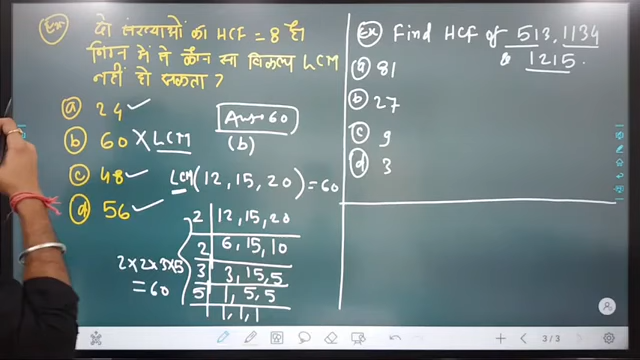 Ex दो संख्याओं का HCF = 8 है।
निम्न में से कौन सा विकल्प LCM
नहीं हो सकता ?
a 24 ✓
b 60 X LCM
c 48 ✓
d 56 ✓
Ans → 60
(b)
LCM (12, 15, 20) = 60
2 | 12, 15, 20
2 | 6, 15, 10
3 | 3, 15, 5
5 | 1, 5, 5
1, 1, 1
2×2×3×5
= 60
Ex Find HCF of 513, 1134
& 1215.
a 81
b 27
c 9
d 3
3/3